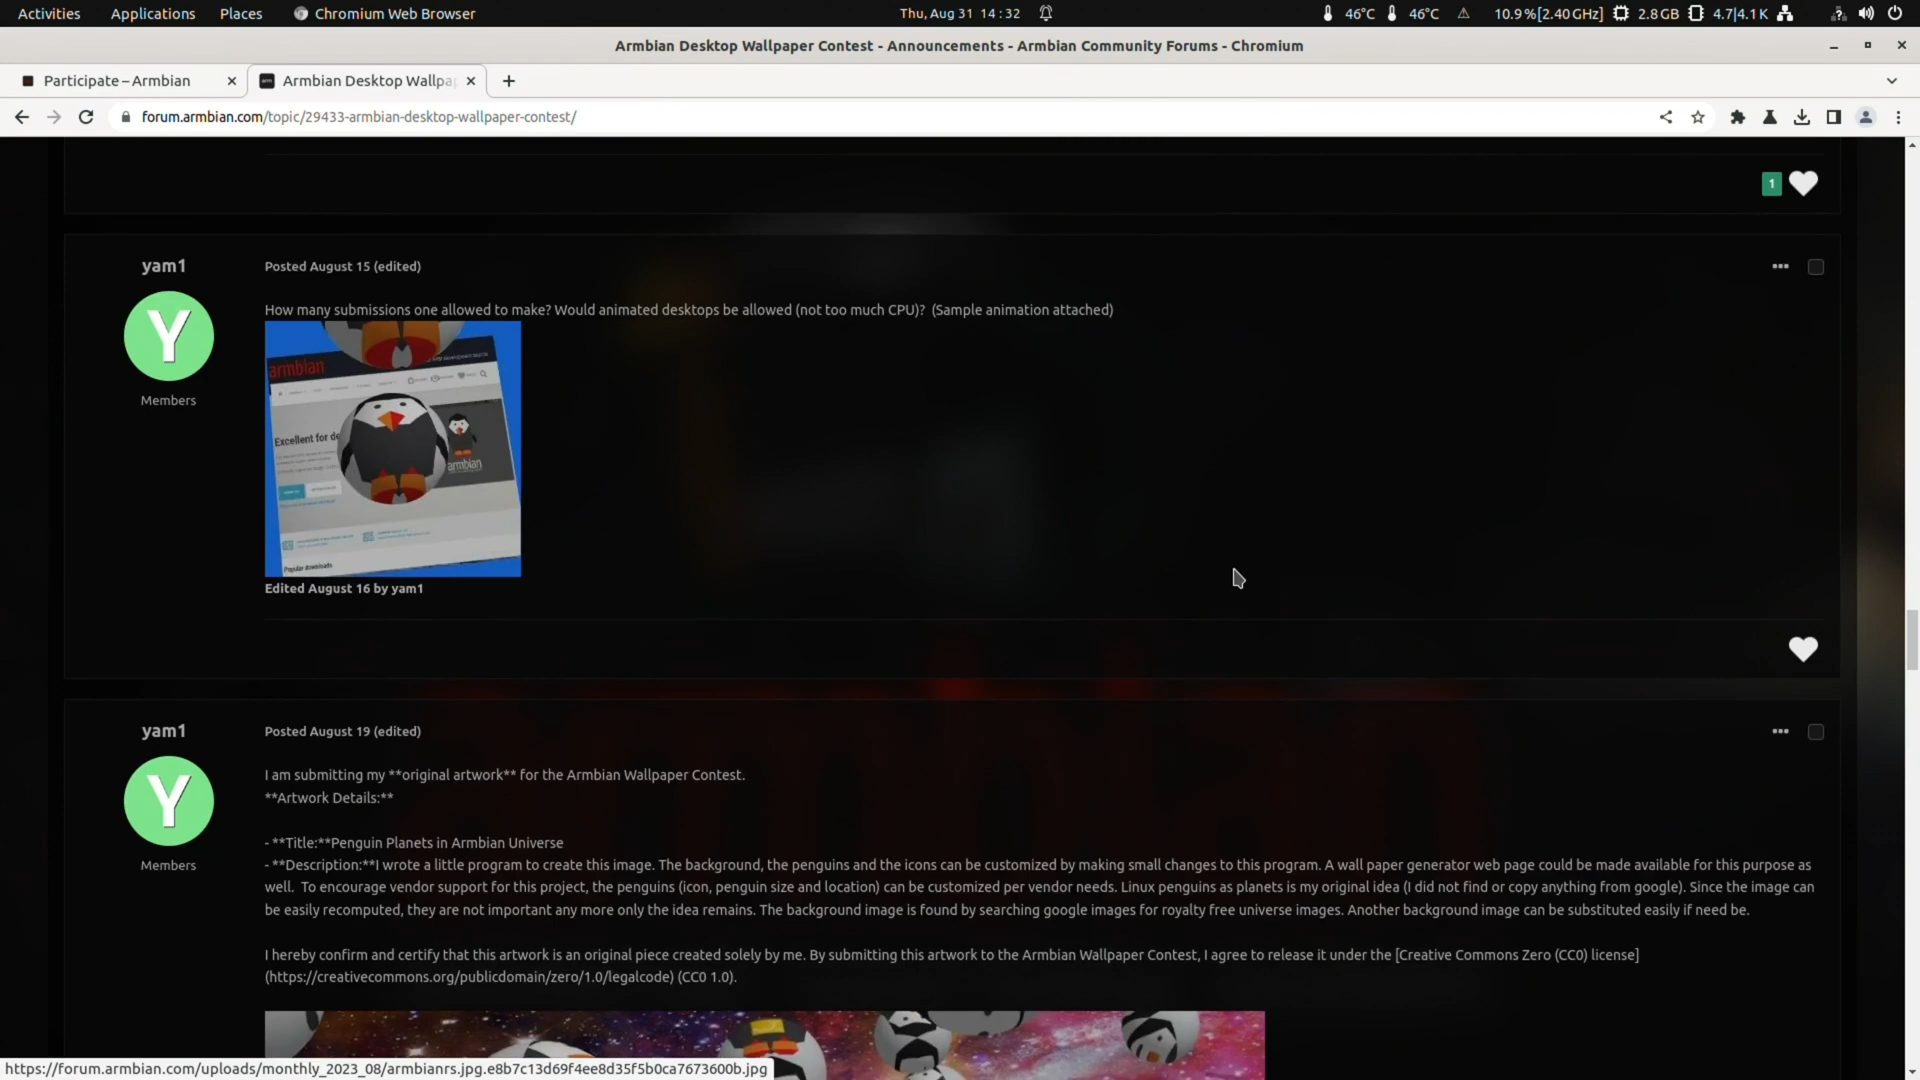 Activities Applications Places Chromium Web Browser Thu, Aug 31 14:32 46°C 46°C 10.9%[2.40GHz] 2.8GB 4.7|4.1K
Armbian Desktop Wallpaper Contest - Announcements - Armbian Community Forums - Chromium
Participate – Armbian Armbian Desktop Wallpa
forum.armbian.com/topic/29433-armbian-desktop-wallpaper-contest/
1
yam1
Posted August 15 (edited)
Y
Members
How many submissions one allowed to make? Would animated desktops be allowed (not too much CPU)? (Sample animation attached)
armbian
Excellent for de
armbian
Popular downloads
Edited August 16 by yam1
yam1
Posted August 19 (edited)
Y
Members
I am submitting my **original artwork** for the Armbian Wallpaper Contest.
**Artwork Details:**
- **Title:**Penguin Planets in Armbian Universe
- **Description:**I wrote a little program to create this image. The background, the penguins and the icons can be customized by making small changes to this program. A wall paper generator web page could be made available for this purpose as
well. To encourage vendor support for this project, the penguins (icon, penguin size and location) can be customized per vendor needs. Linux penguins as planets is my original idea (I did not find or copy anything from google). Since the image can
be easily recomputed, they are not important any more only the idea remains. The background image is found by searching google images for royalty free universe images. Another background image can be substituted easily if need be.
I hereby confirm and certify that this artwork is an original piece created solely by me. By submitting this artwork to the Armbian Wallpaper Contest, I agree to release it under the [Creative Commons Zero (CC0) license]
(https://creativecommons.org/publicdomain/zero/1.0/legalcode) (CC0 1.0).
https://forum.armbian.com/uploads/monthly_2023_08/armbianrs.jpg.e8b7c13d69f4ee8d35f5b0ca7673600b.jpg